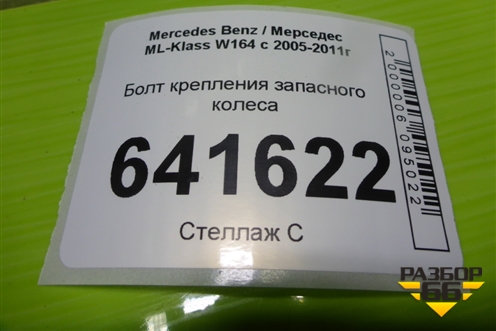 Mercedes Benz / Мерседес
ML-Klass W164 с 2005-2011г
Болт крепления запасного
колеса
641622
Стеллаж С
2000006095022
РАЗБОР
66